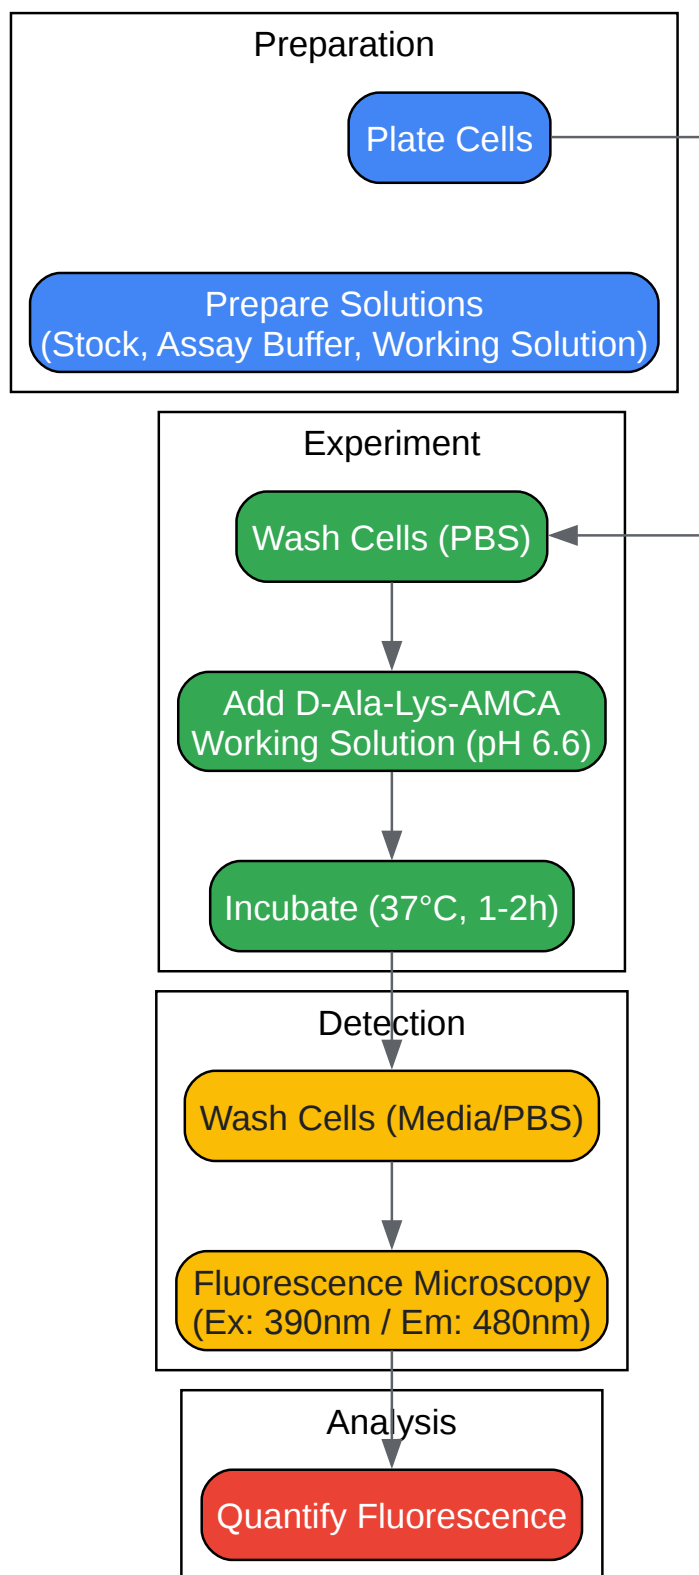 Preparation
Plate Cells
Prepare Solutions
(Stock, Assay Buffer, Working Solution)
Experiment
Wash Cells (PBS)
Add D-Ala-Lys-AMCA
Working Solution (pH 6.6)
Incubate (37°C, 1-2h)
Detection
Wash Cells (Media/PBS)
Fluorescence Microscopy
(Ex: 390nm / Em: 480nm)
Analysis
Quantify Fluorescence